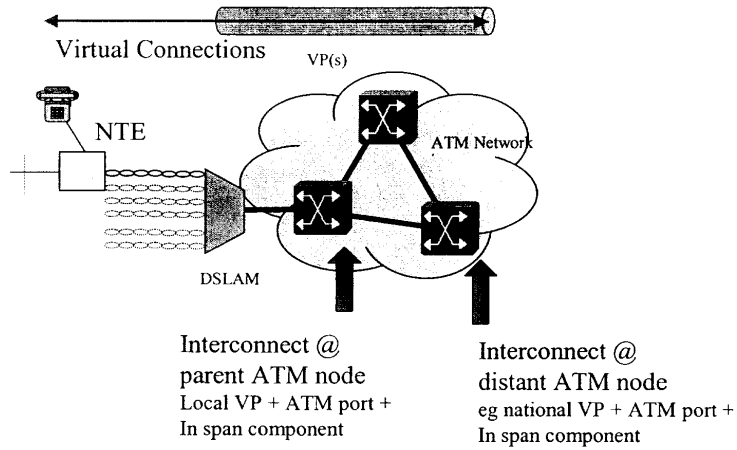 Virtual Connections
VP(s)
NTE
ATM Network
DSLAM
Interconnect @
parent ATM node
Local VP + ATM port +
In span component
Interconnect @
distant ATM node
eg national VP + ATM port +
In span component